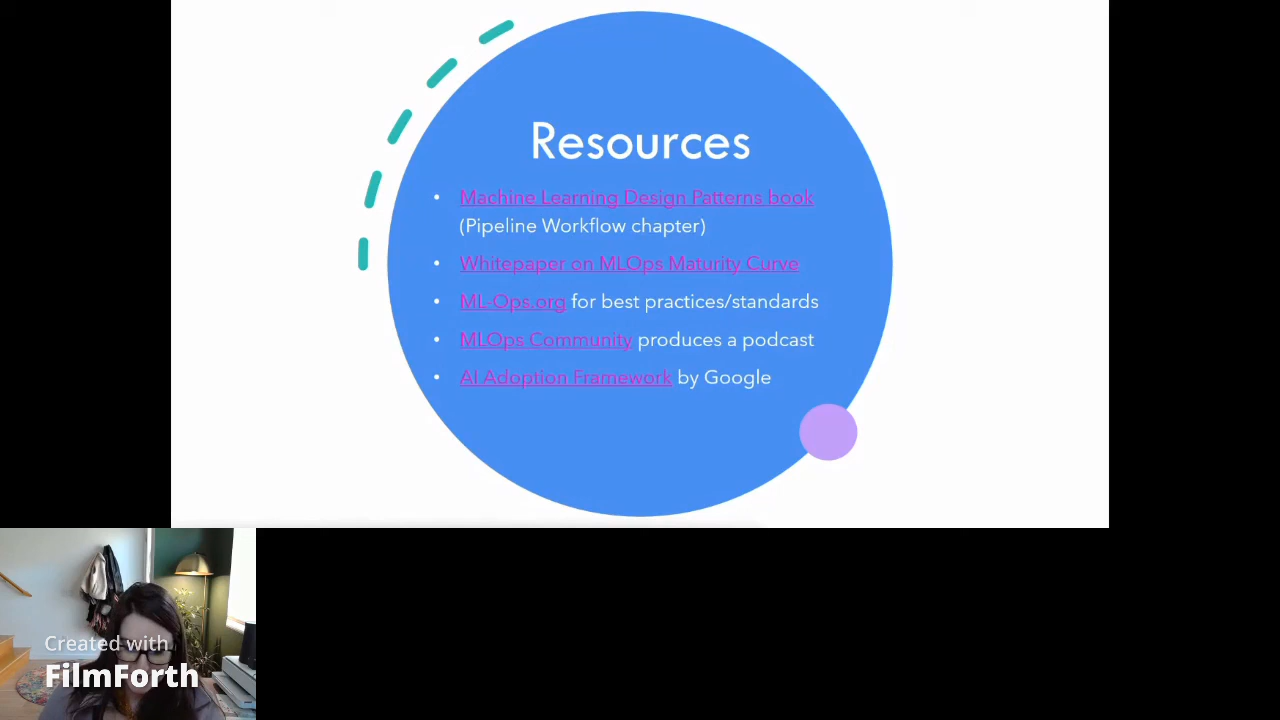 Resources
• Machine Learning Design Patterns book
(Pipeline Workflow chapter)
• Whitepaper on MLOps Maturity Curve
• ML-Ops.org for best practices/standards
• MLOps Community produces a podcast
• AI Adoption Framework by Google
Created with
FilmForth